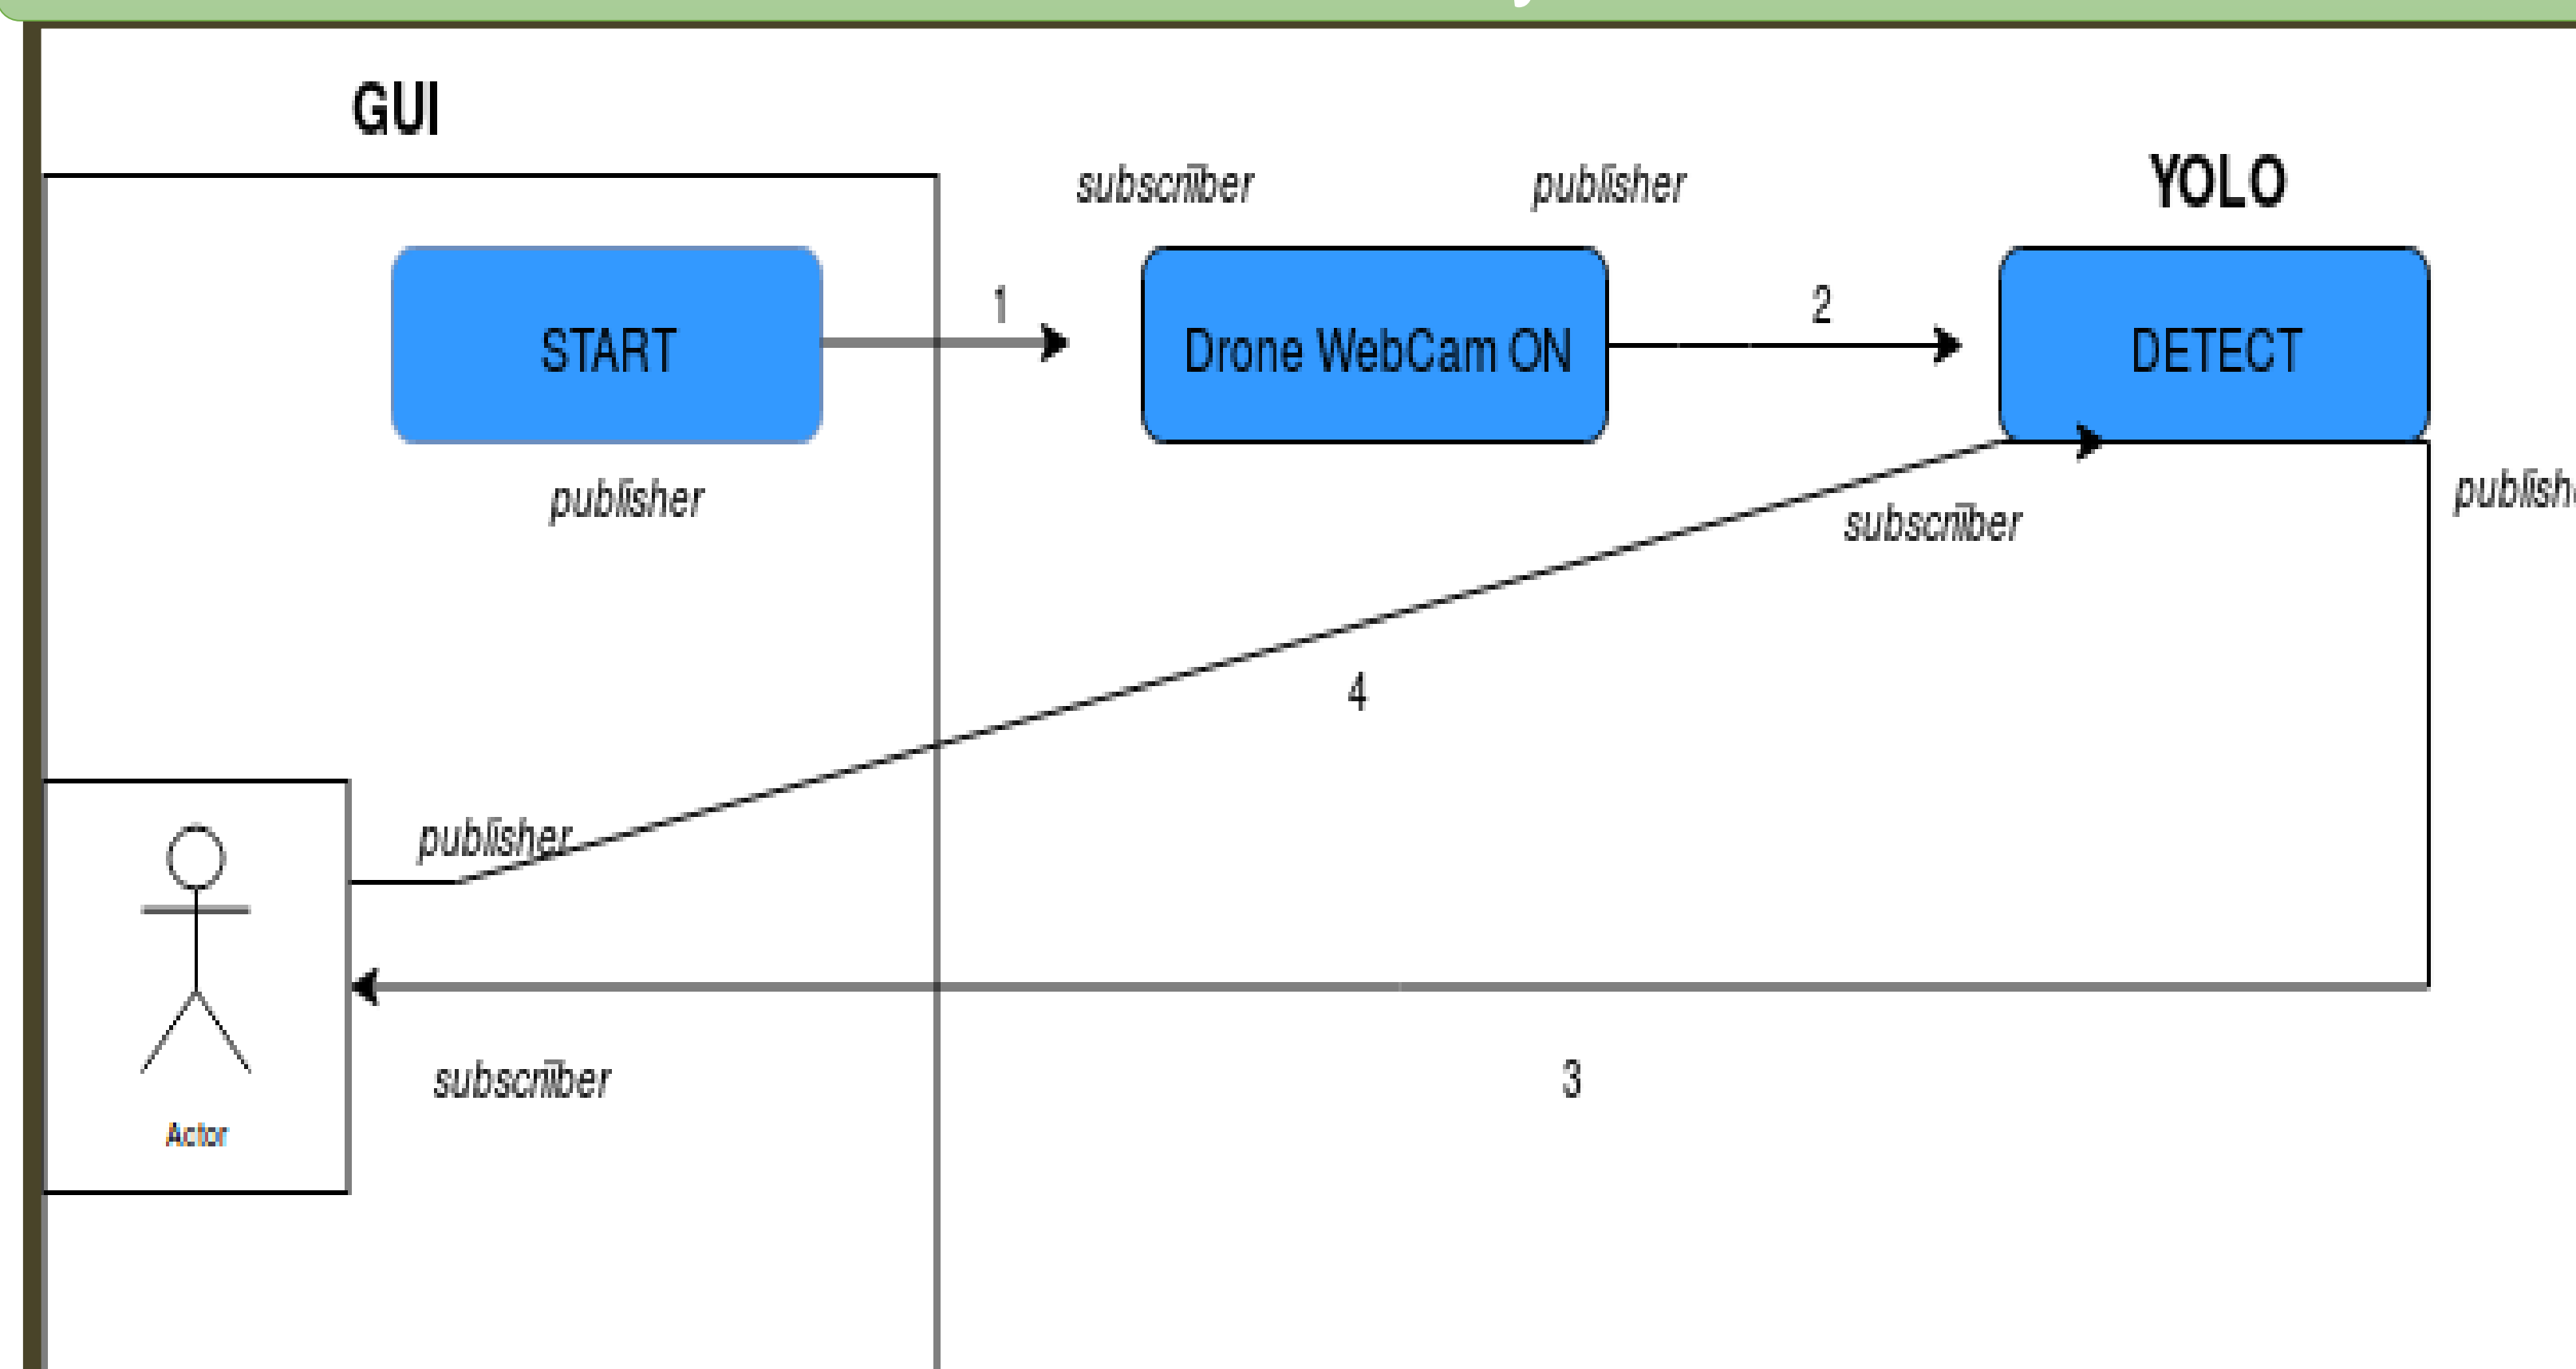 GUI
subscriber
publisher
YOLO
START
1
Drone WebCam ON
2
DETECT
publisher
subscriber
4
publisher
subscriber
3
Actor